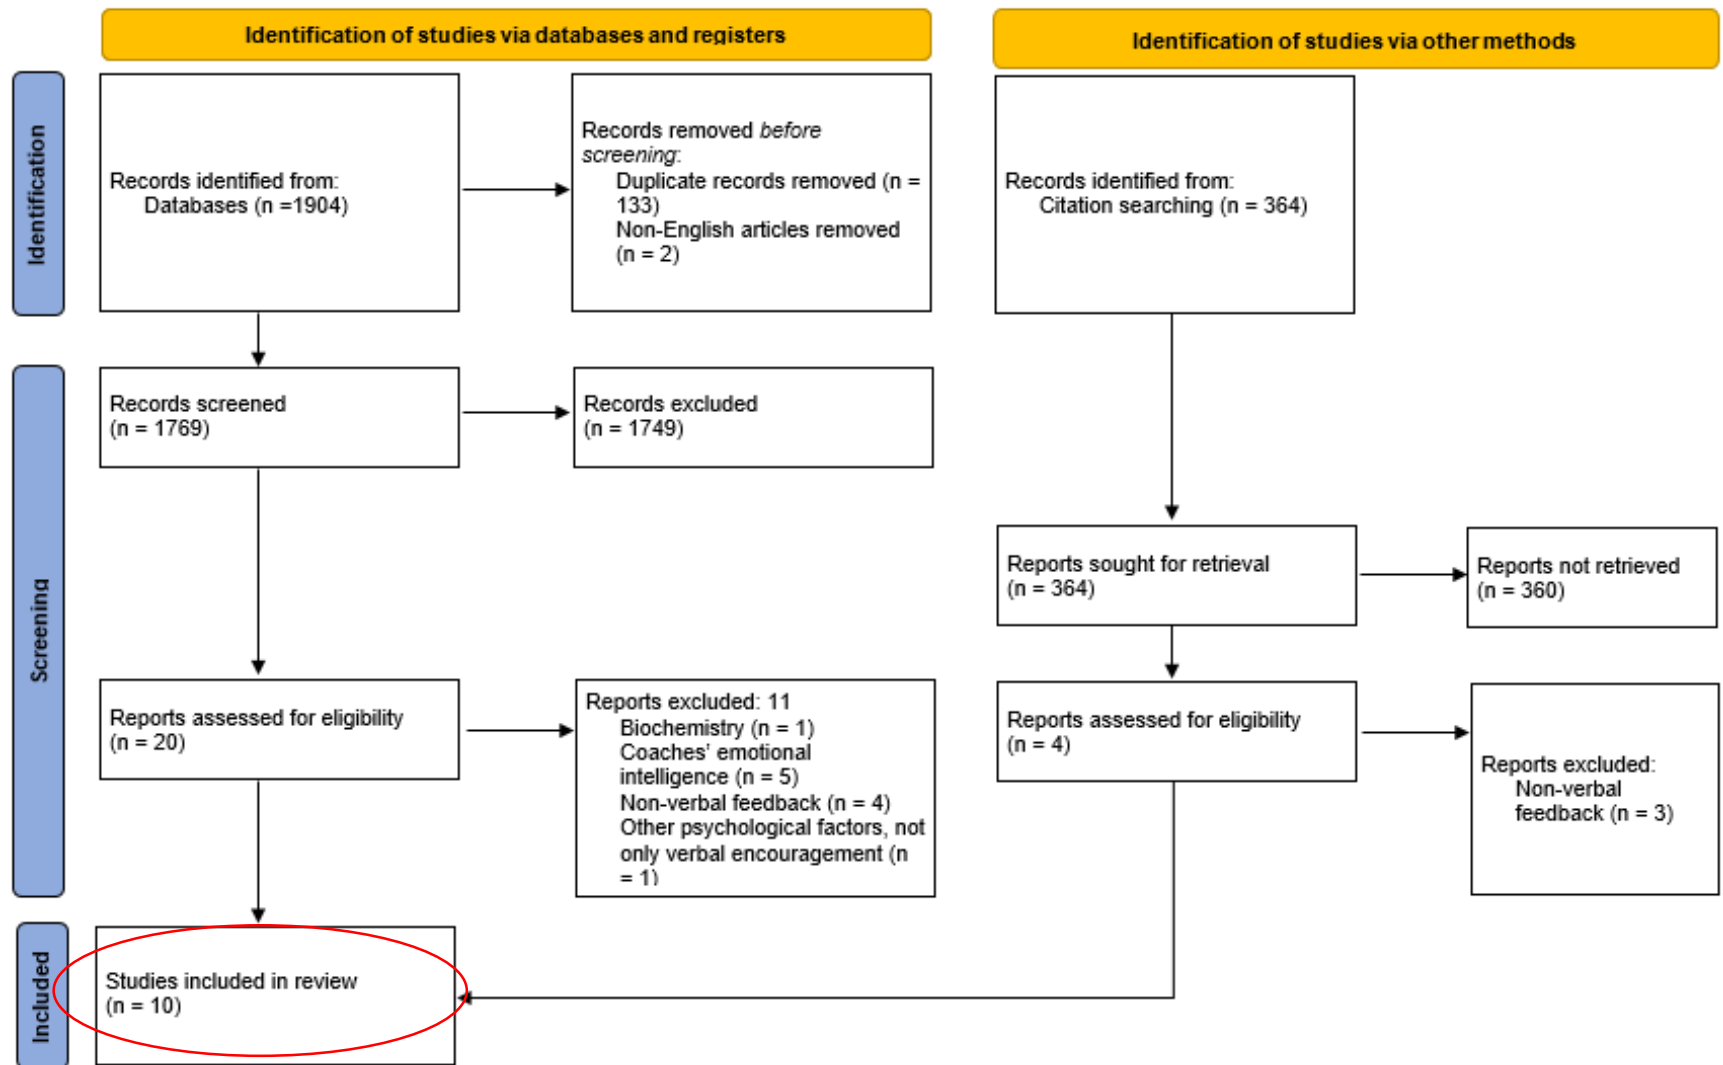 Identification of studies via databases and registers
Identification of studies via other methods
Identification
Records identified from:
Databases (n =1904)
Records removed before
screening:
Duplicate records removed (n =
133)
Non-English articles removed
(n = 2)
Records identified from:
Citation searching (n = 364)
Screening
Records screened
(n = 1769)
Records excluded
(n = 1749)
Reports sought for retrieval
(n = 364)
Reports not retrieved
(n = 360)
Reports assessed for eligibility
(n = 20)
Reports excluded: 11
Biochemistry (n = 1)
Coaches’ emotional
intelligence (n = 5)
Non-verbal feedback (n = 4)
Other psychological factors, not
only verbal encouragement (n
= 1)
Reports assessed for eligibility
(n = 4)
Reports excluded:
Non-verbal
feedback (n = 3)
Included
Studies included in review
(n = 10)